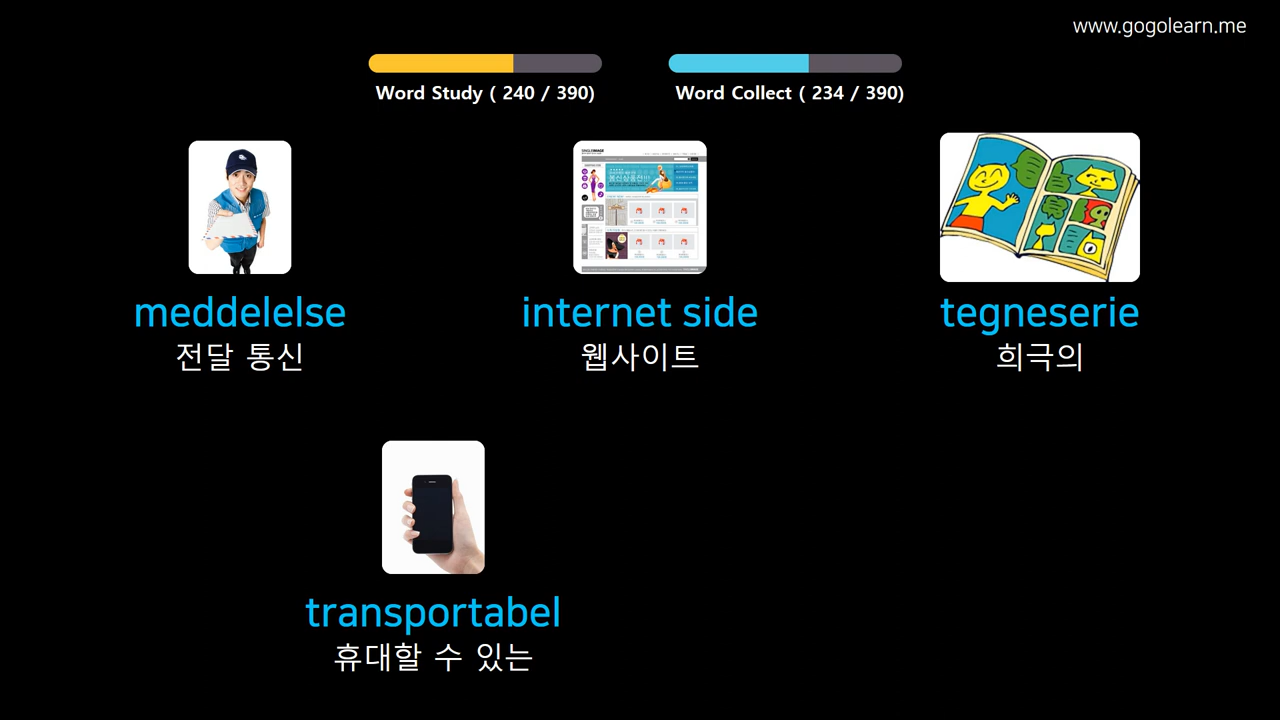 www.gogolearn.me
Word Study ( 240 / 390)
Word Collect ( 234 / 390)
meddelelse
전달 통신
internet side
웹사이트
tegneserie
희극의
transportabel
휴대할 수 있는